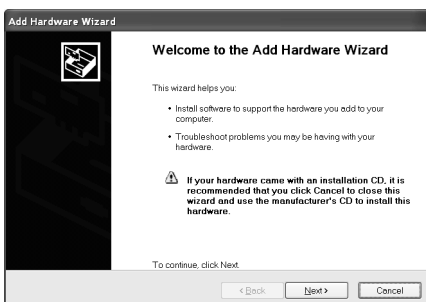 Add Hardware Wizard
Welcome to the Add Hardware Wizard
This wizard helps you:
• Install software to support the hardware you add to your
computer.
• Troubleshoot problems you may be having with your
hardware.
If your hardware came with an installation CD, it is
recommended that you click Cancel to close this
wizard and use the manufacturer's CD to install this
hardware.
To continue, click Next.
< Back Next > Cancel